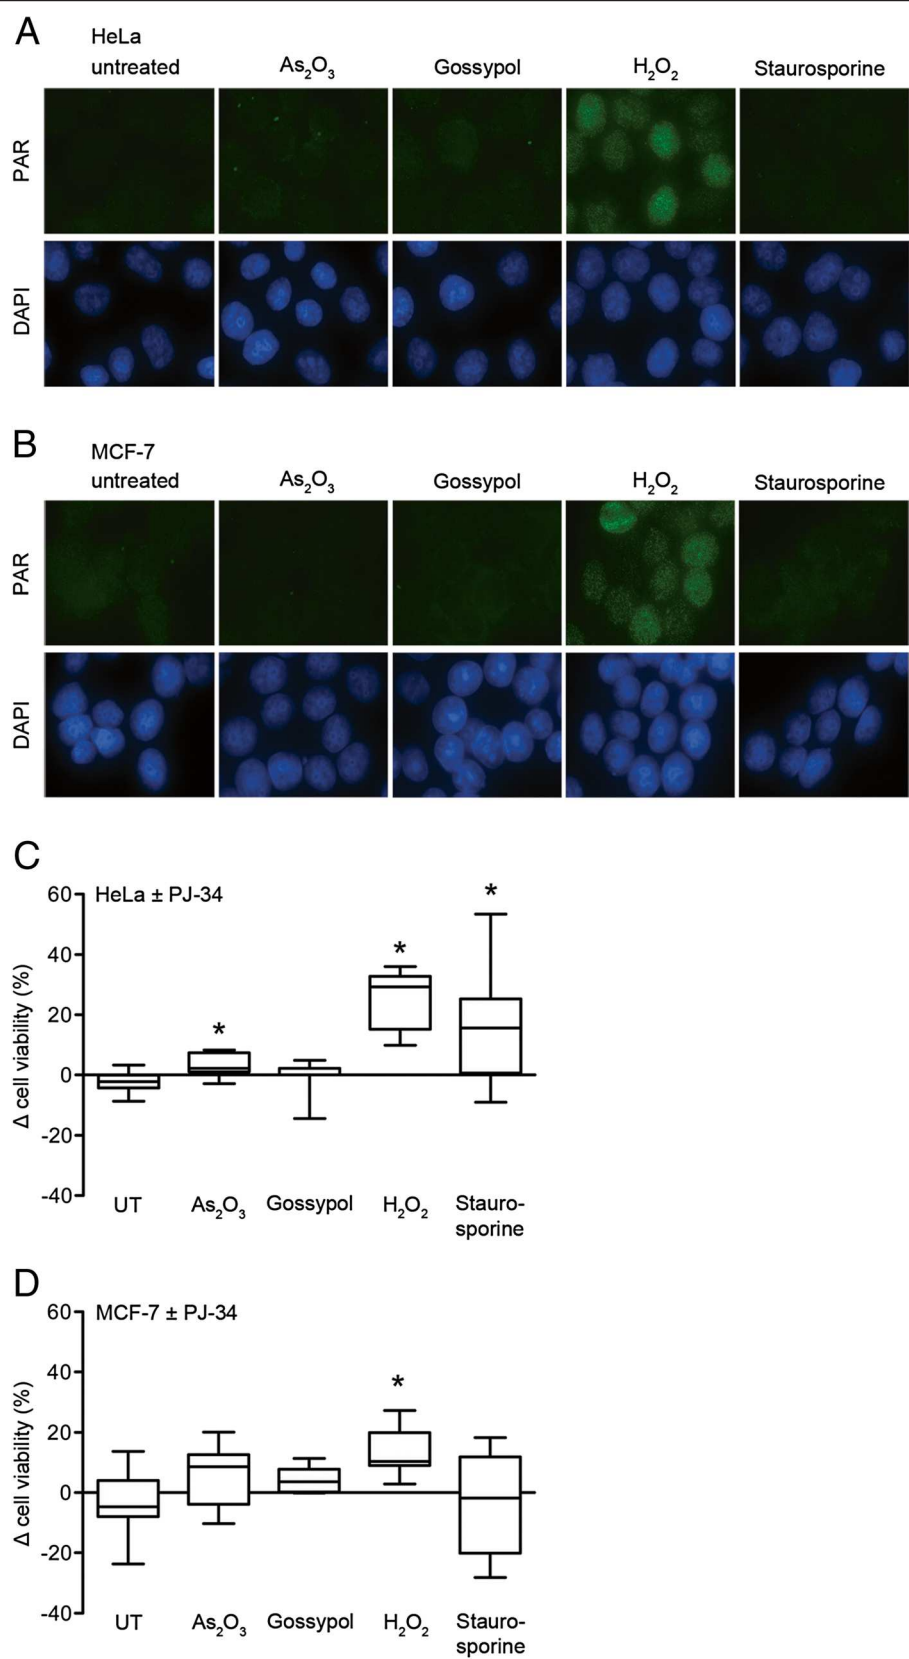 A
HeLa
untreated
As₂O₃
Gossypol
H₂O₂
Staurosporine
PAR
DAPI
B
MCF-7
untreated
As₂O₃
Gossypol
H₂O₂
Staurosporine
PAR
DAPI
C
HeLa ± PJ-34
Δ cell viability (%)
60
40
20
0
-20
-40
*
*
*
UT
As₂O₃
Gossypol
H₂O₂
Stauro-
sporine
D
MCF-7 ± PJ-34
Δ cell viability (%)
60
40
20
0
-20
-40
*
UT
As₂O₃
Gossypol
H₂O₂
Stauro-
sporine